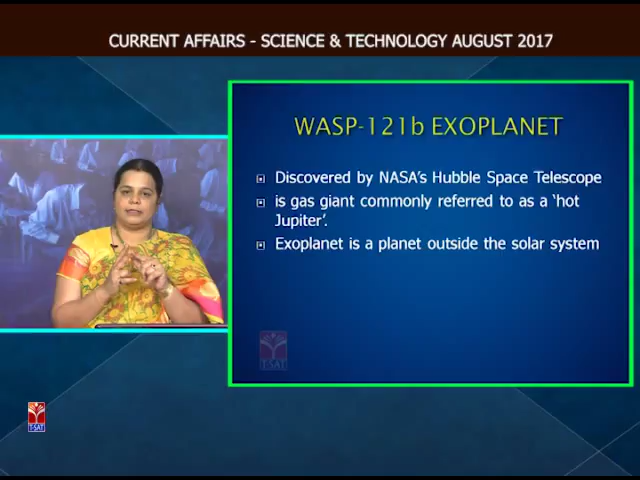 CURRENT AFFAIRS - SCIENCE & TECHNOLOGY AUGUST 2017
WASP-121b EXOPLANET
Discovered by NASA's Hubble Space Telescope
is gas giant commonly referred to as a 'hot
Jupiter'.
Exoplanet is a planet outside the solar system
T-SAT
T-SAT